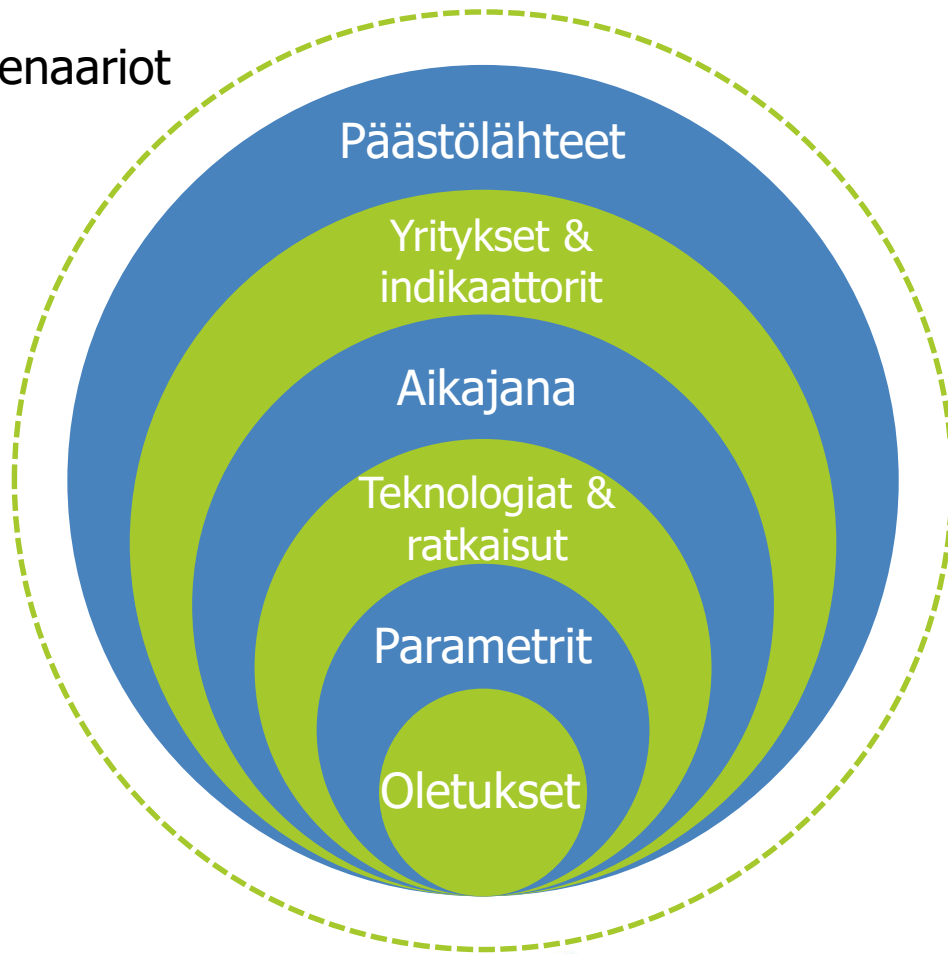 enaariot
Päästölähteet
Yritykset &
indikaattorit
Aikajana
Teknologiat &
ratkaisut
Parametrit
Oletukset